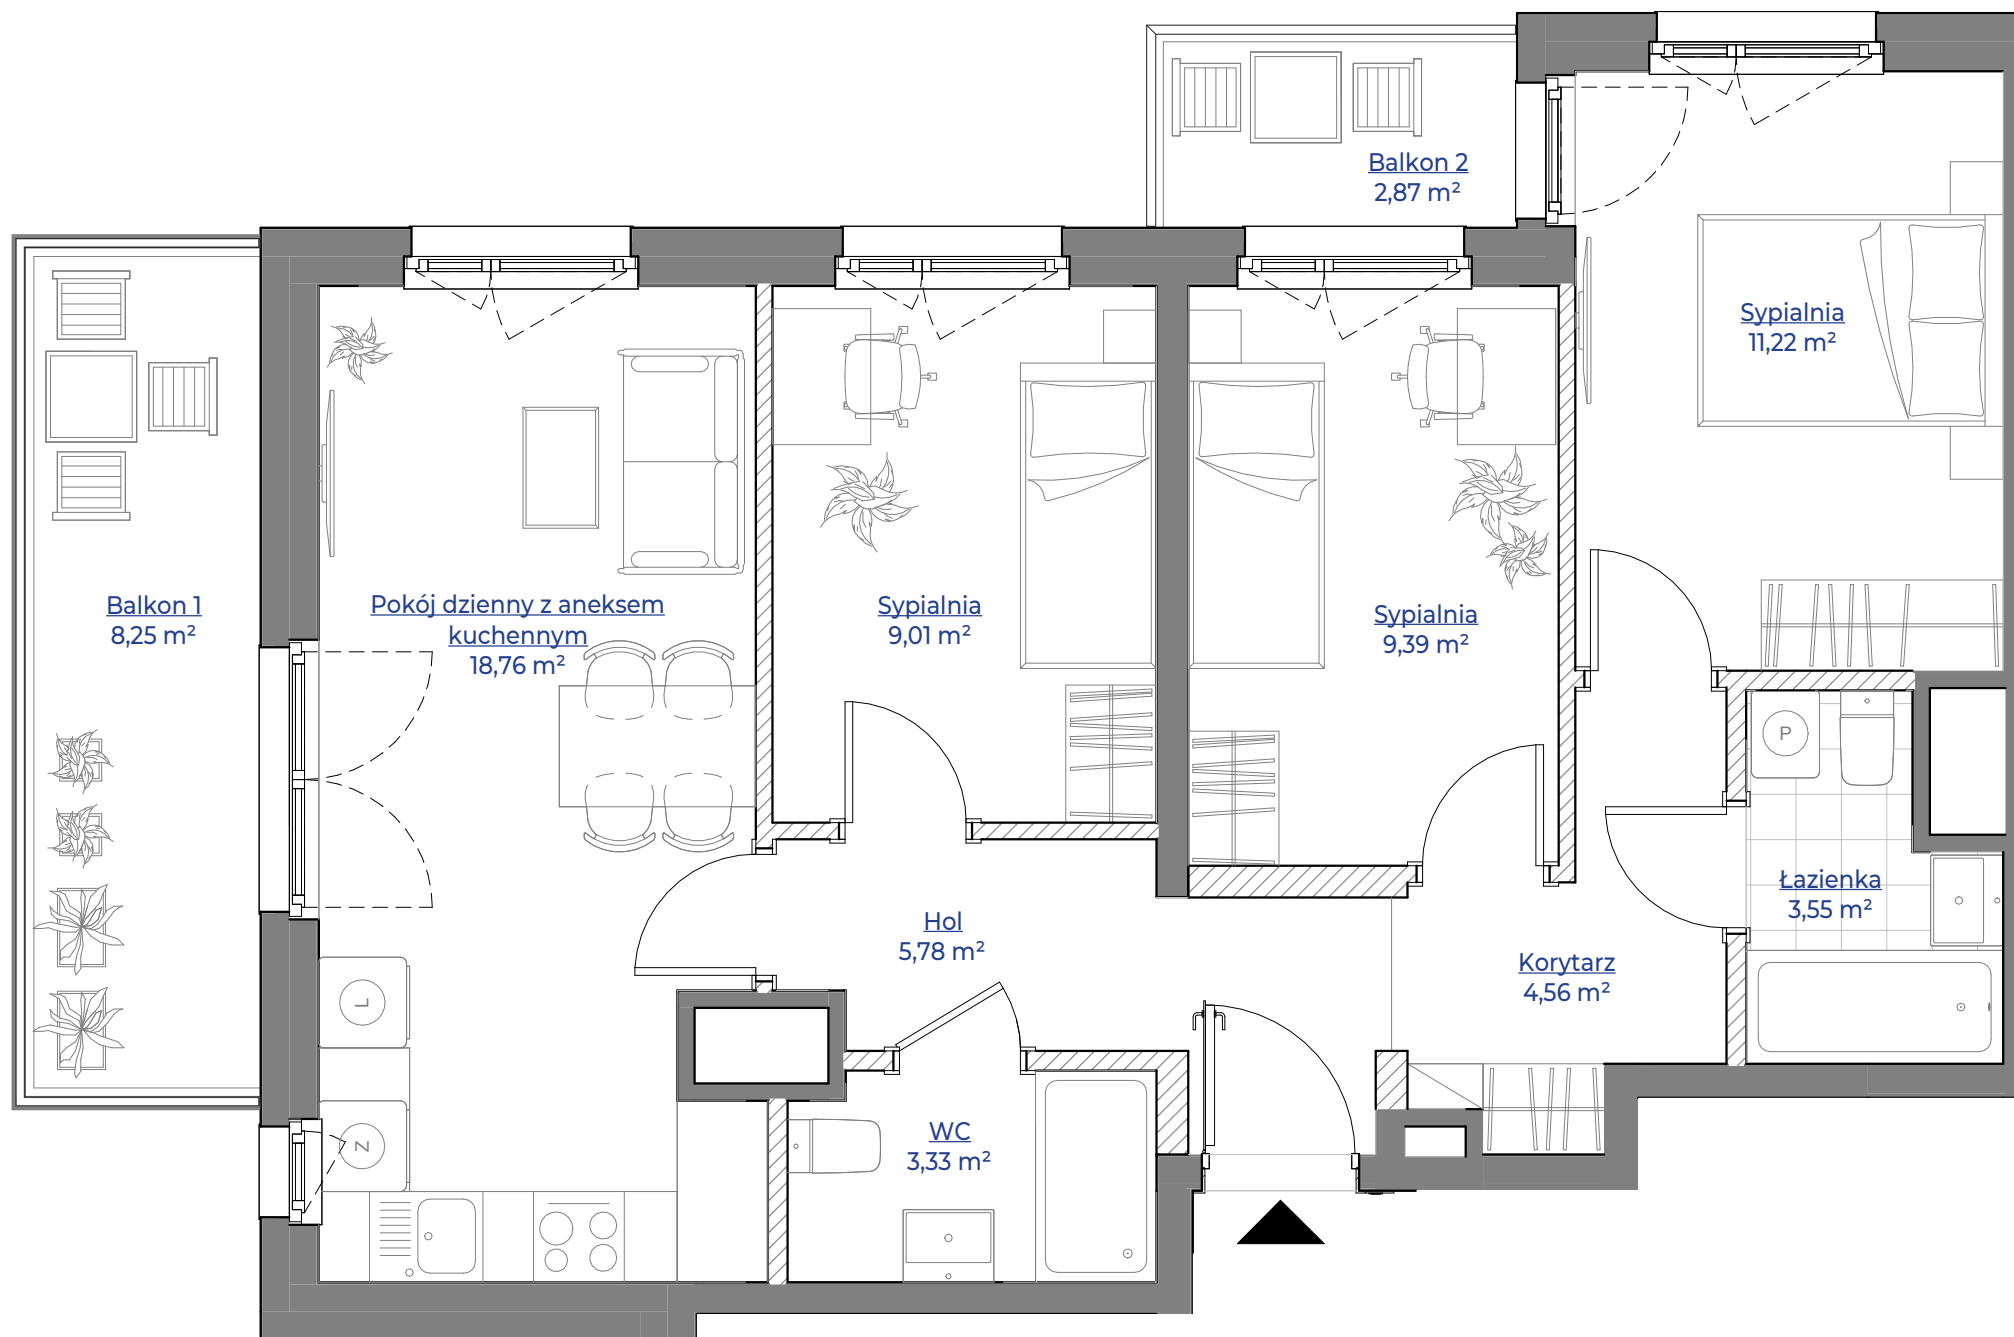 Balkon 2
2,87 m²
Sypialnia
11,22 m²
Balkon 1
8,25 m²
Pokój dzienny z aneksem
kuchennym
18,76 m²
Sypialnia
9,01 m²
Sypialnia
9,39 m²
P
Łazienka
3,55 m²
Hol
5,78 m²
Korytarz
4,56 m²
L
Z
WC
3,33 m²